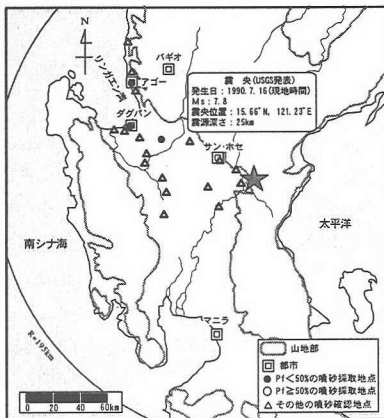 N
リンガエン湾
バギオ
アゴー
ダグパン
震 央(USGS発表)
発生日:1990.7.16(現地時間)
Ms:7.8
震央位置:15.66°N, 121.23°E
震源深さ:25km
サン・ホセ
太平洋
南シナ海
マニラ
R=195km
山地部
都市
Pf<50%の噴砂採取地点
Pf≧50%の噴砂採取地点
その他の噴砂確認地点
0 20 40 60km